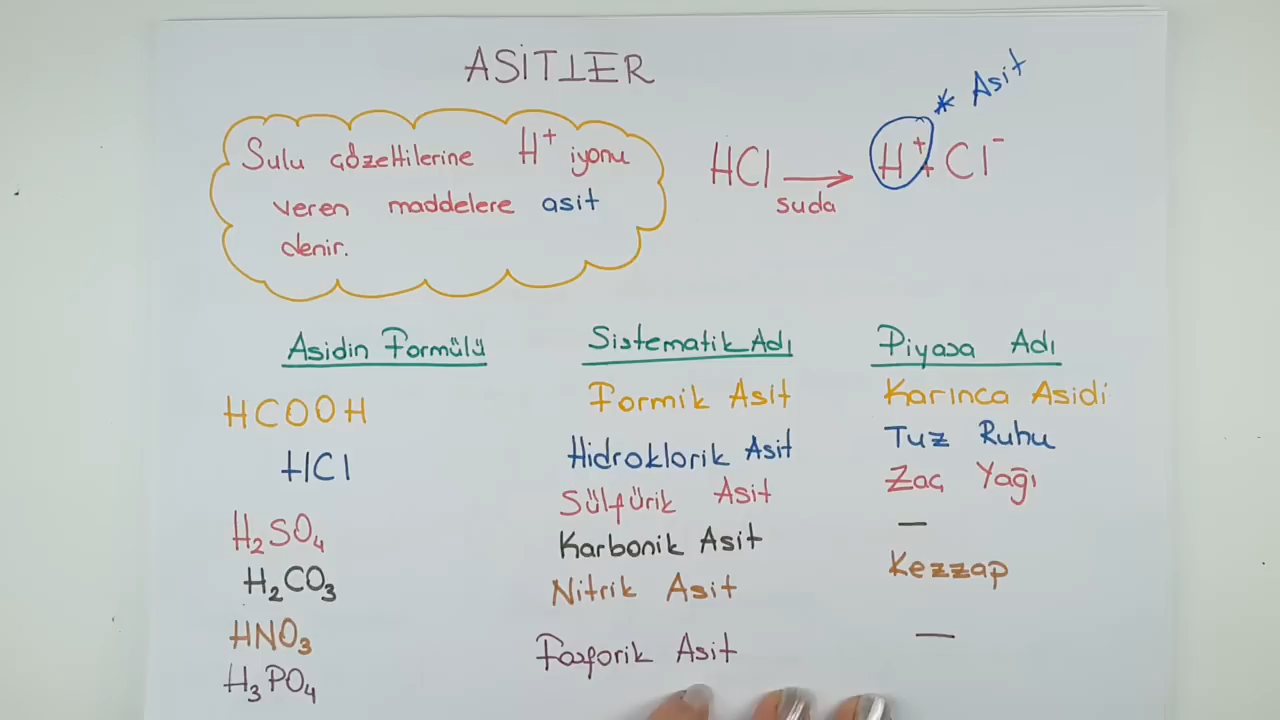 ASİTLER
* Asit
Sulu çözeltilerine H⁺ iyonu
veren maddelere asit
denir.
HCl → H⁺ + Cl⁻
suda
Asidin Formülü Sistematik Adı Piyasa Adı
HCOOH Formik Asit Karınca Asidi
HCl Hidroklorik Asit Tuz Ruhu
H₂SO₄ Sülfürik Asit Zaç Yağı
H₂CO₃ Karbonik Asit —
HNO₃ Nitrik Asit Kezzap
H₃PO₄ Fosforik Asit —